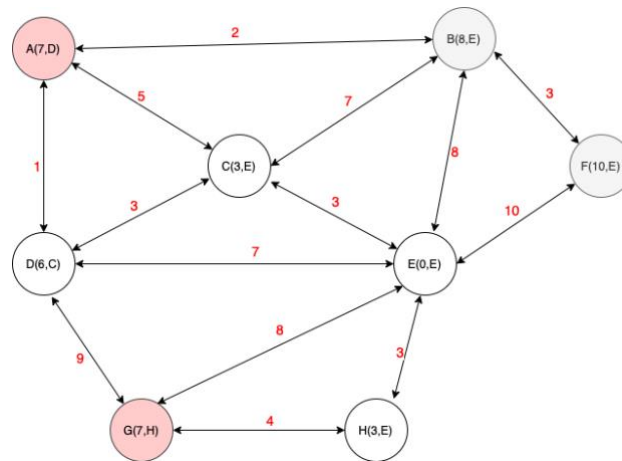 2
B(8,E)
A(7,D)
5
7
3
8
C(3,E)
F(10,E)
1
3
3
10
7
D(6,C)
E(0,E)
8
9
3
4
G(7,H)
H(3,E)